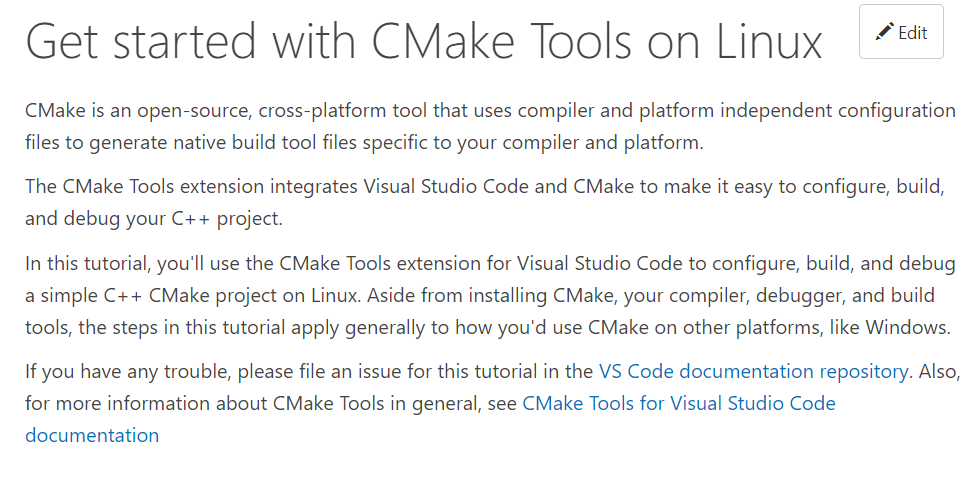 Get started with CMake Tools on Linux
Edit
CMake is an open-source, cross-platform tool that uses compiler and platform independent configuration
files to generate native build tool files specific to your compiler and platform.
The CMake Tools extension integrates Visual Studio Code and CMake to make it easy to configure, build,
and debug your C++ project.
In this tutorial, you'll use the CMake Tools extension for Visual Studio Code to configure, build, and debug
a simple C++ CMake project on Linux. Aside from installing CMake, your compiler, debugger, and build
tools, the steps in this tutorial apply generally to how you'd use CMake on other platforms, like Windows.
If you have any trouble, please file an issue for this tutorial in the VS Code documentation repository. Also,
for more information about CMake Tools in general, see CMake Tools for Visual Studio Code
documentation